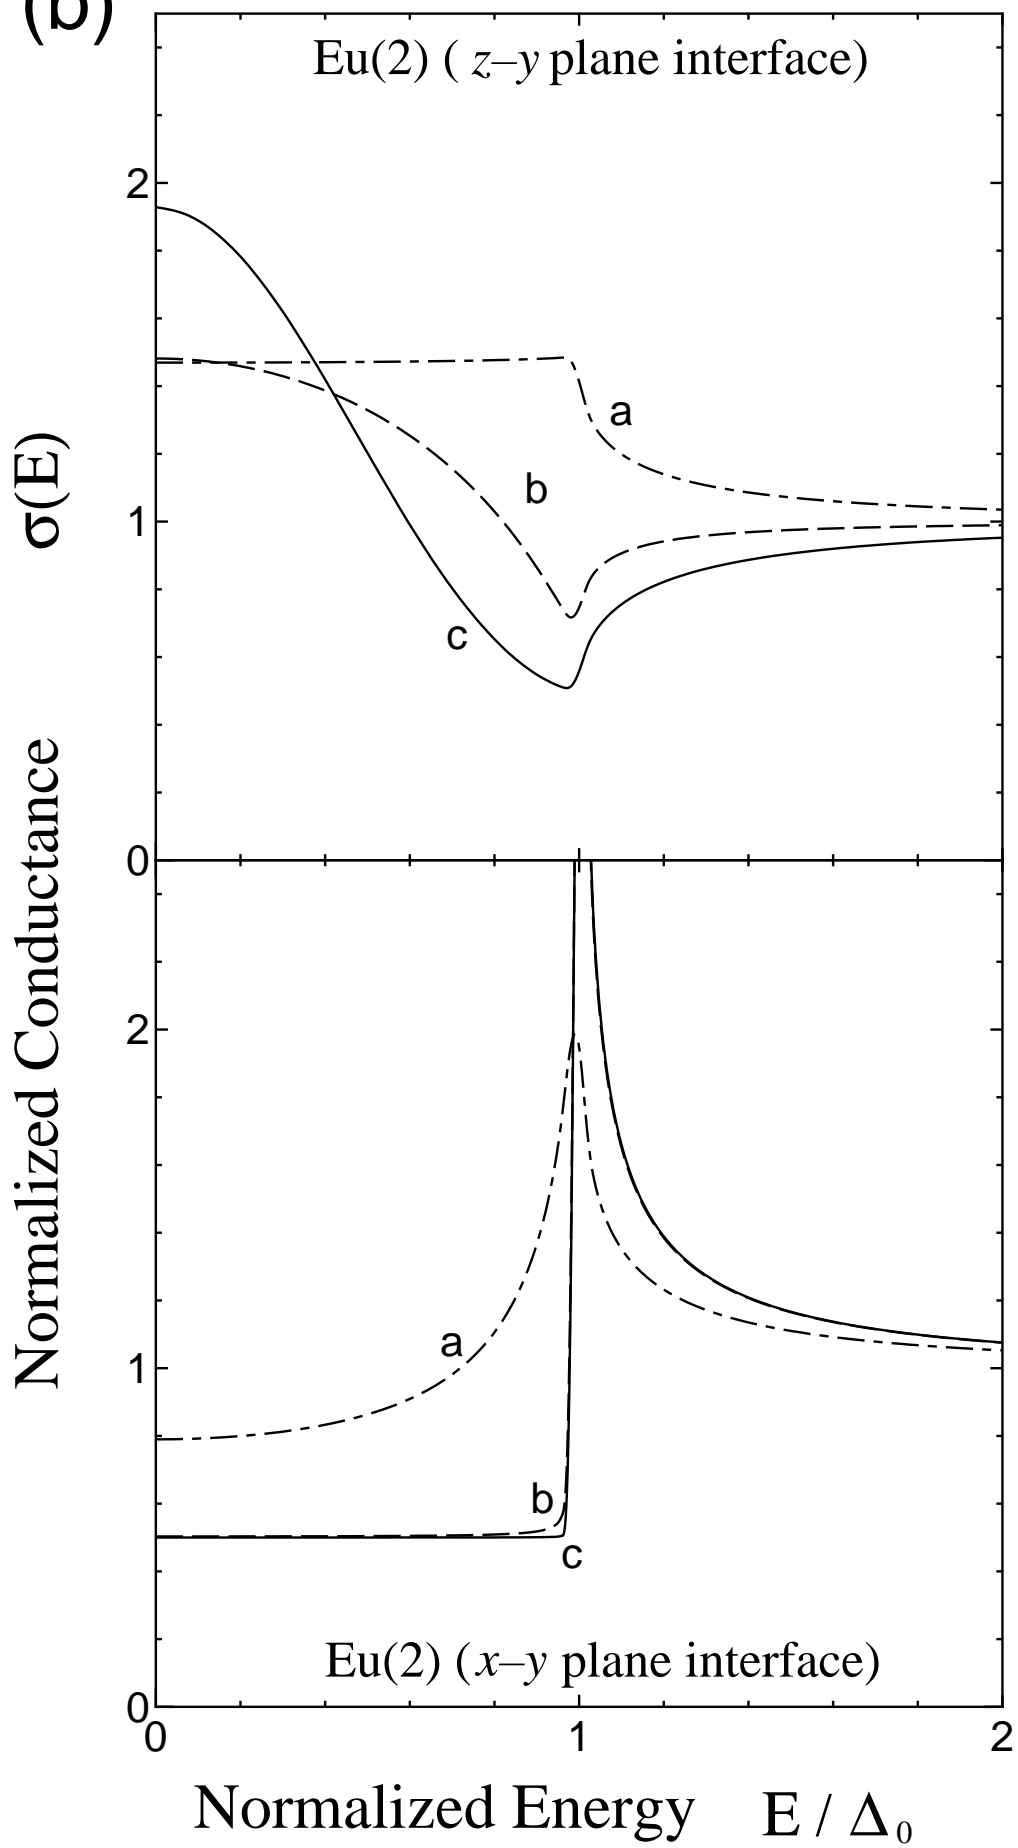 (b)
Eu(2) ( z–y plane interface)
2
a
b
1
c
0
2
a
1
b
c
Eu(2) (x–y plane interface)
0
0 1 2
Normalized Energy E / Δ0
Normalized Conductance σ(E)